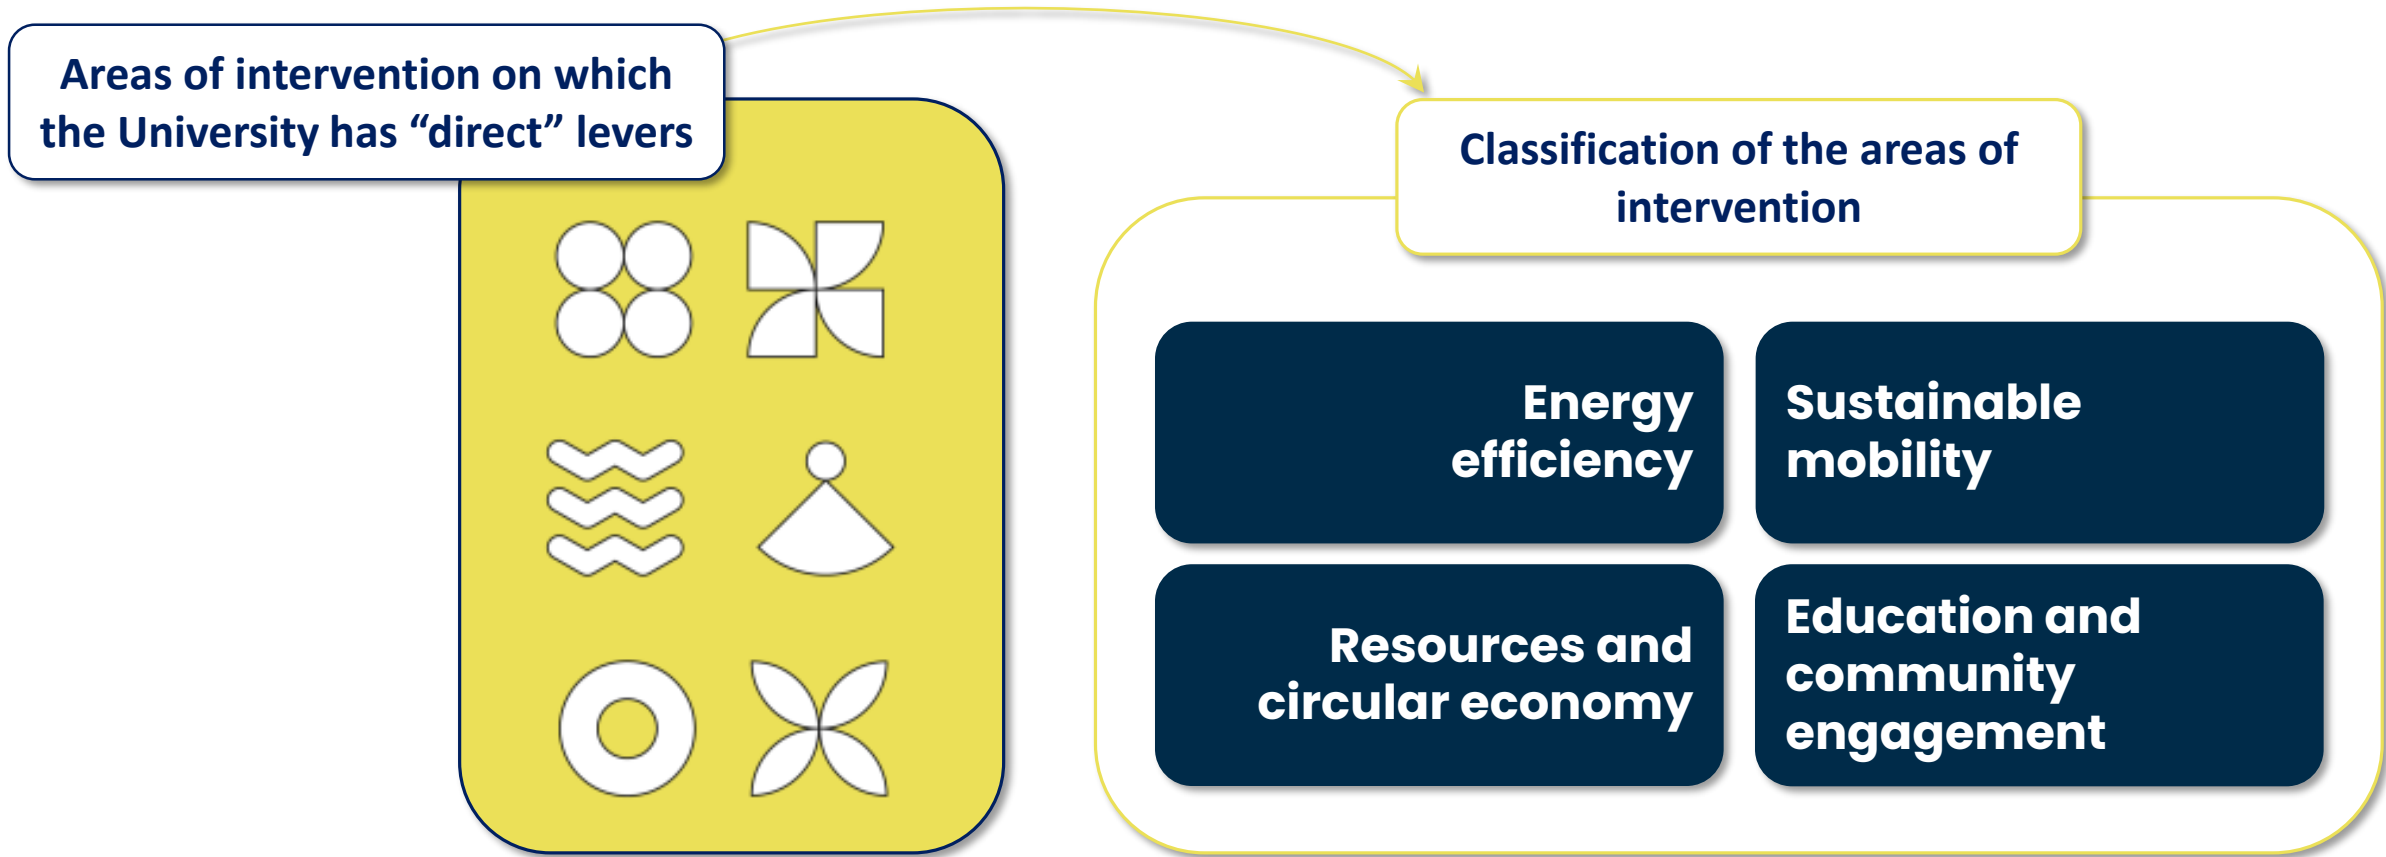 Areas of intervention on which
the University has “direct” levers
Classification of the areas of
intervention
Energy
efficiency
Sustainable
mobility
Resources and
circular economy
Education and
community
engagement